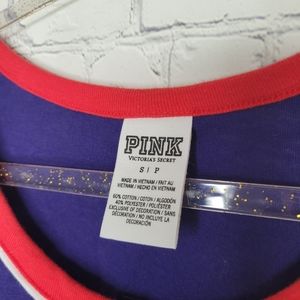 PINK
VICTORIA'S SECRET
S | P
MADE IN VIETNAM / FAIT AU
VIETNAM / HECHO EN VIETNAM
60% COTTON / COTON / ALGODÓN
40% POLYESTER / POLIÉSTER
EXCLUSIVE OF DECORATION / SANS
DÉCORATION / NO INCLUYE LA
DECORACIÓN